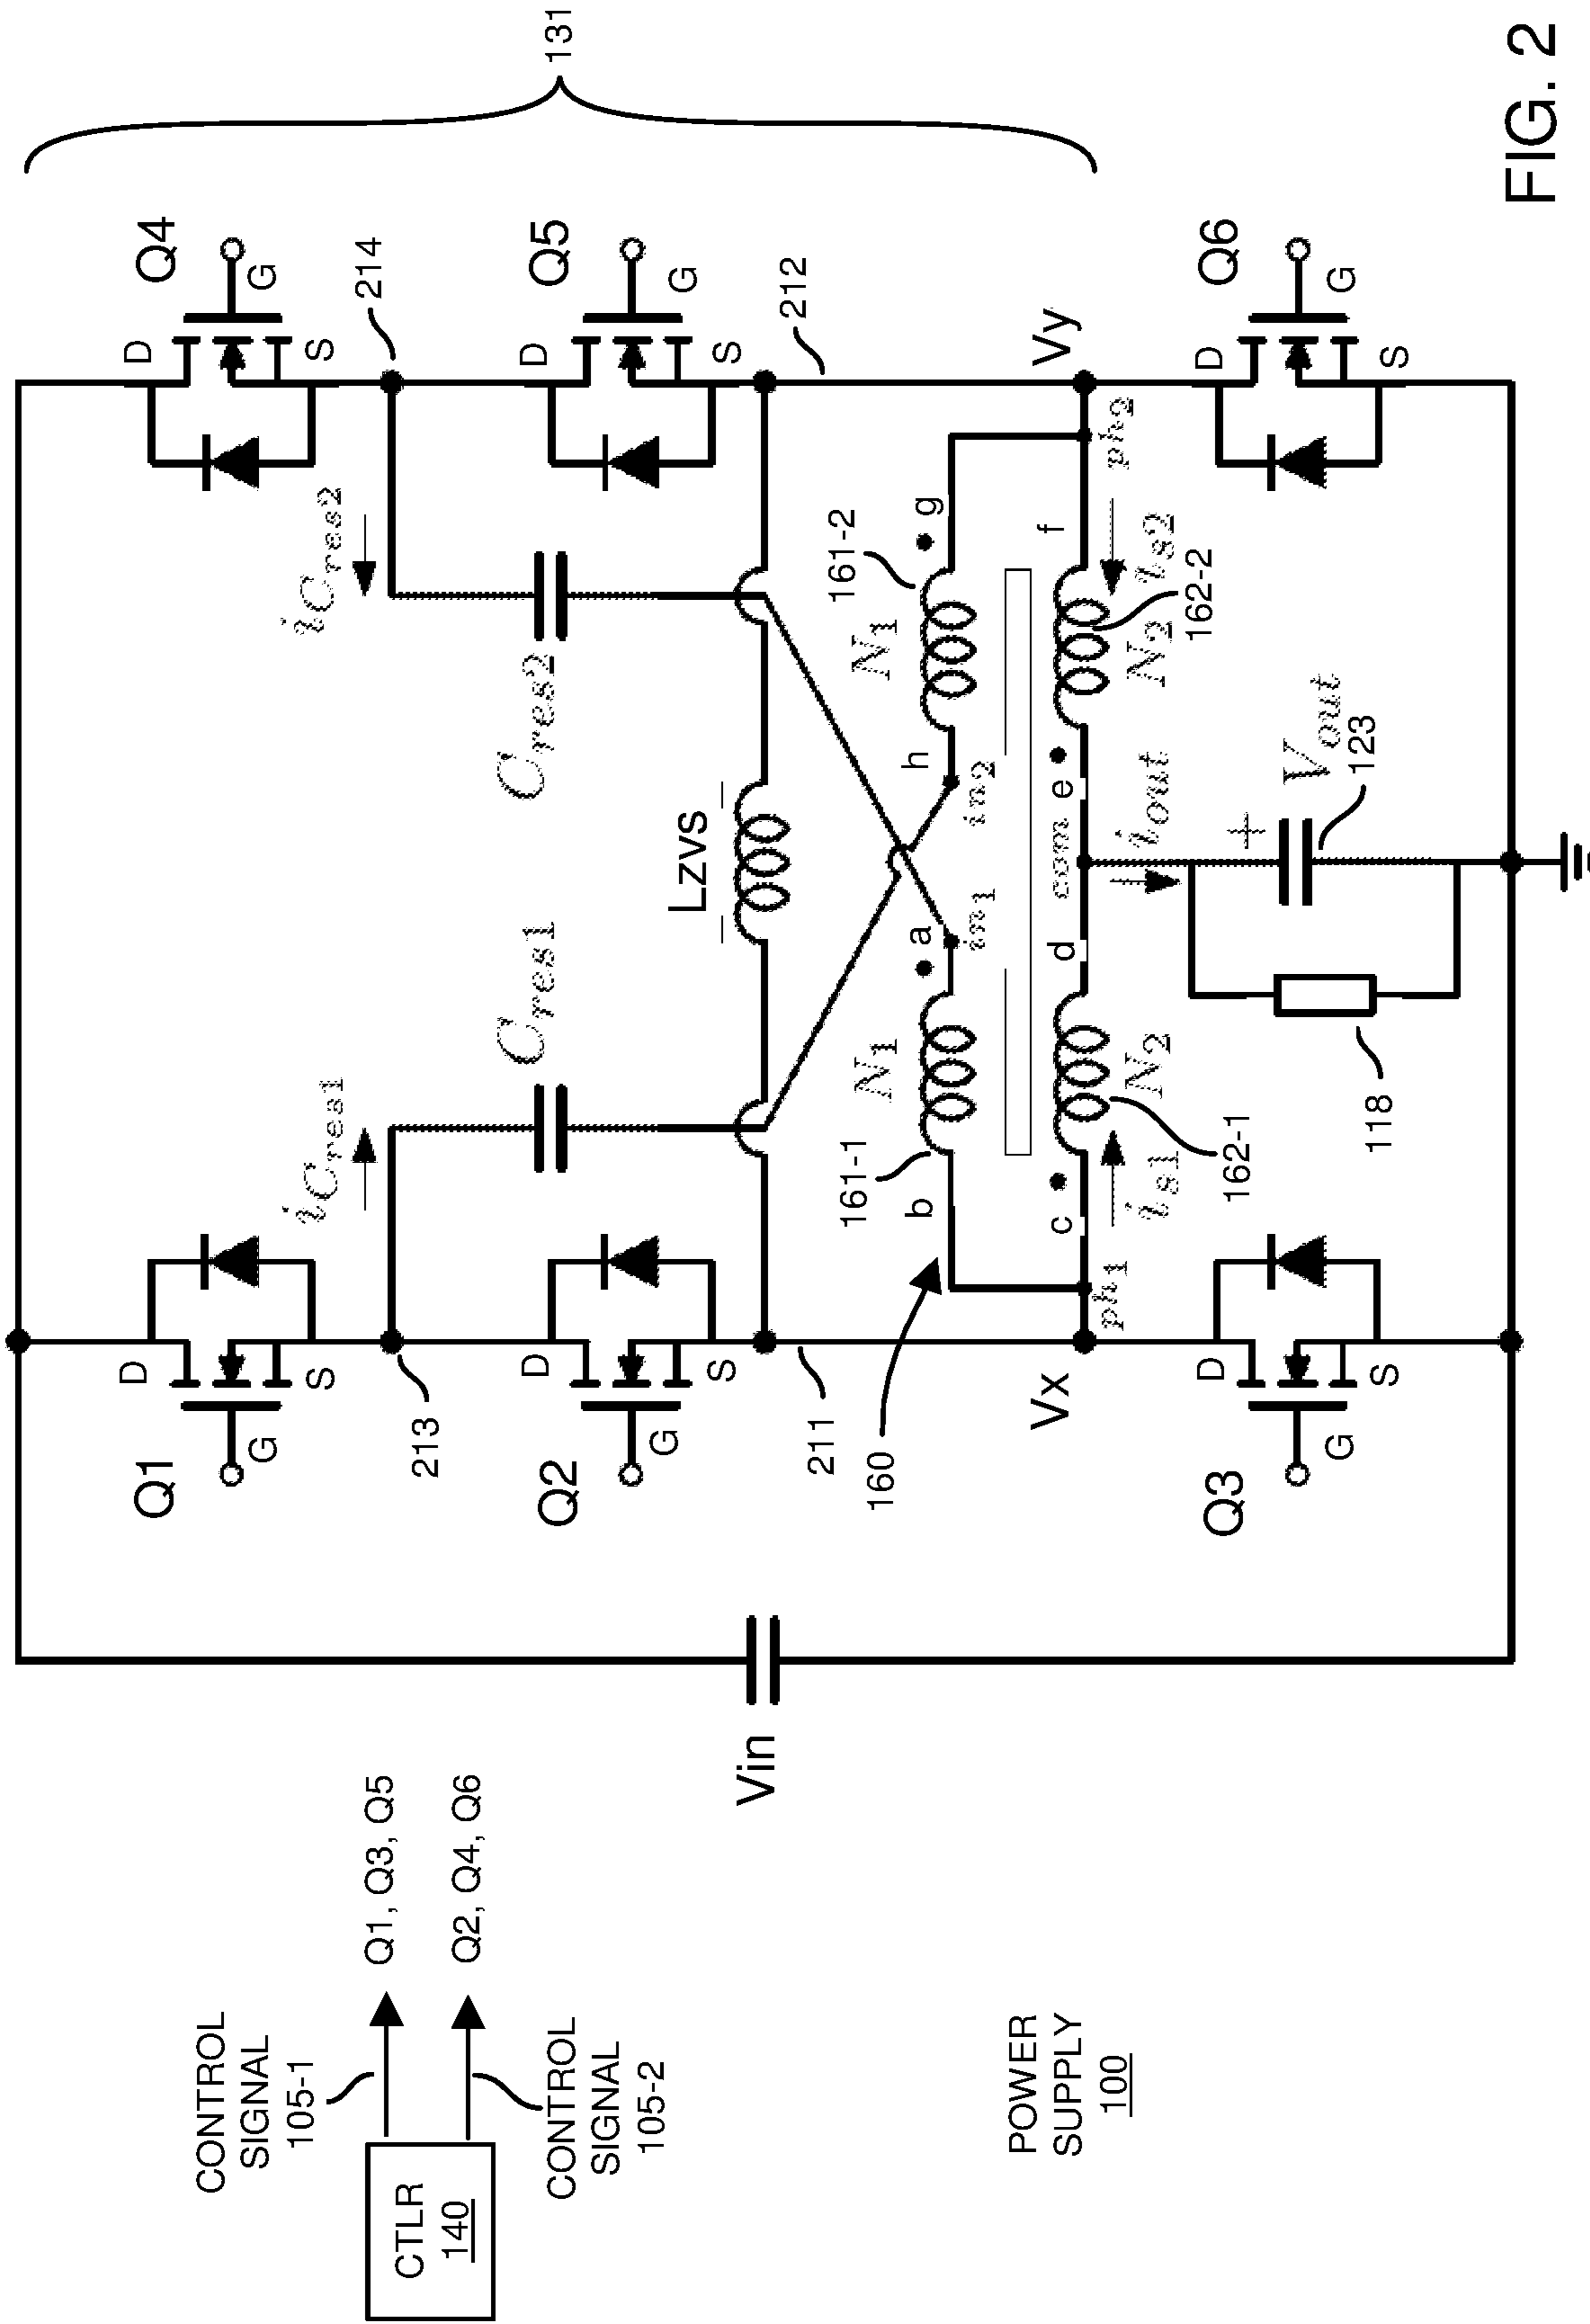 CONTROL
SIGNAL
105-1
CTLR
140
Q1, Q3, Q5
Q2, Q4, Q6
CONTROL
SIGNAL
105-2
POWER
SUPPLY
100
Vin
Q1
D
G
S
213
Q2
D
G
S
211
160
Vx
Q3
D
G
S
iCres1
Cres1
Lzvs
iCres2
Cres2
Q4
D
G
S
214
Q5
D
G
S
212
Vy
Q6
D
G
S
131
161-1
N1
b
a
in1
h
in2
N1
161-2
g
ph1
c
is1
162-1
N2
d
com
e
iout
N2
162-2
f
is2
ph2
118
+
Vout
123
FIG. 2